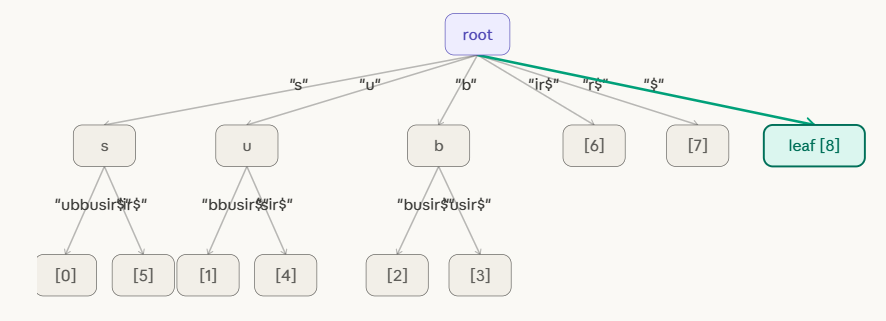 root
"s" "u" "b" "ir$" "r$" "$"
s u b [6] [7] leaf [8]
"ubbusir$" "ir$" "bbusir$" "sir$" "busir$" "usir$"
[0] [5] [1] [4] [2] [3]